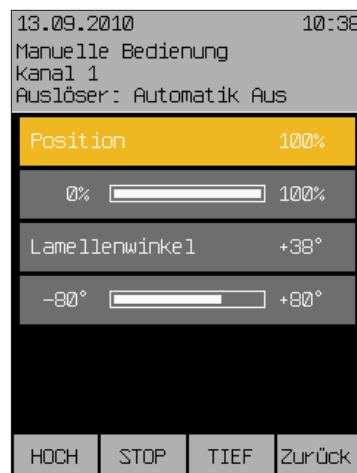 13.09.2010 10:38
Manuelle Bedienung
Kanal 1
Auslöser: Automatik Aus
Position 100%
0% 100%
Lamellenwinkel +38°
-80° +80°
HOCH STOP TIEF Zurück